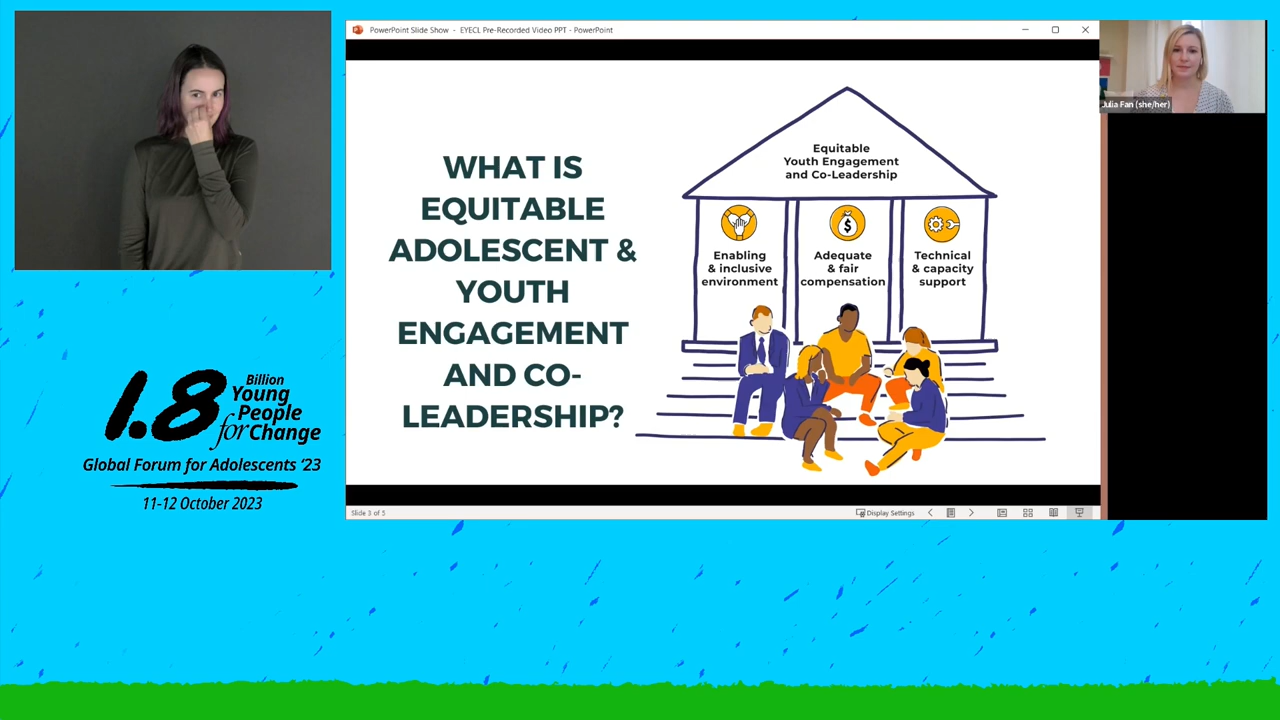 PowerPoint Slide Show - EYECL Pre-Recorded Video PPT - PowerPoint
Julia Fan (she/her)
WHAT IS
EQUITABLE
ADOLESCENT &
YOUTH
ENGAGEMENT
AND CO-
LEADERSHIP?
Equitable
Youth Engagement
and Co-Leadership
$
Enabling
& inclusive
environment
Adequate
& fair
compensation
Technical
& capacity
support
1.8 Billion
Young
People
for Change
Global Forum for Adolescents '23
11-12 October 2023
Slide 3 of 5
Display Settings